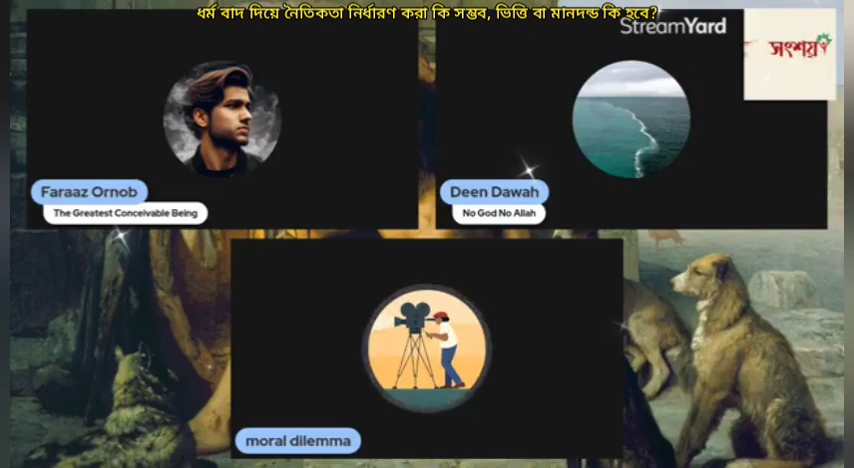 ধর্ম বাদ দিয়ে নৈতিকতা নির্ধারণ করা কি সম্ভব, ভিত্তি বা মানদন্ড কি হবে?
StreamYard
সংশয়
Faraaz Ornob
The Greatest Conceivable Being
Deen Dawah
No God No Allah
moral dilemma